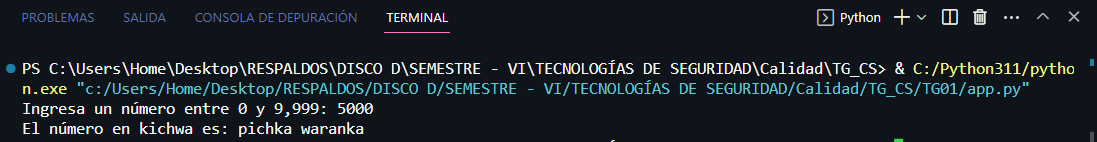 PROBLEMAS SALIDA CONSOLA DE DEPURACIÓN TERMINAL Python
PS C:\Users\Home\Desktop\RESPALDOS\DISCO D\SEMESTRE - VI\TECNOLOGÍAS DE SEGURIDAD\Calidad\TG_CS> & C:/Python311/pytho
n.exe "c:/Users/Home/Desktop/RESPALDOS/DISCO D/SEMESTRE - VI/TECNOLOGÍAS DE SEGURIDAD/Calidad/TG_CS/TG01/app.py"
Ingresa un número entre 0 y 9,999: 5000
El número en kichwa es: pichka waranka